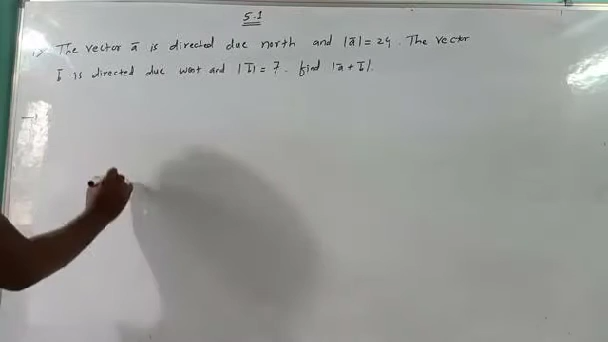 5.1
1) The vector ā is directed due north and |ā| = 24. The vector
b̄ is directed due west and |b̄| = 7. find |ā + b̄|.